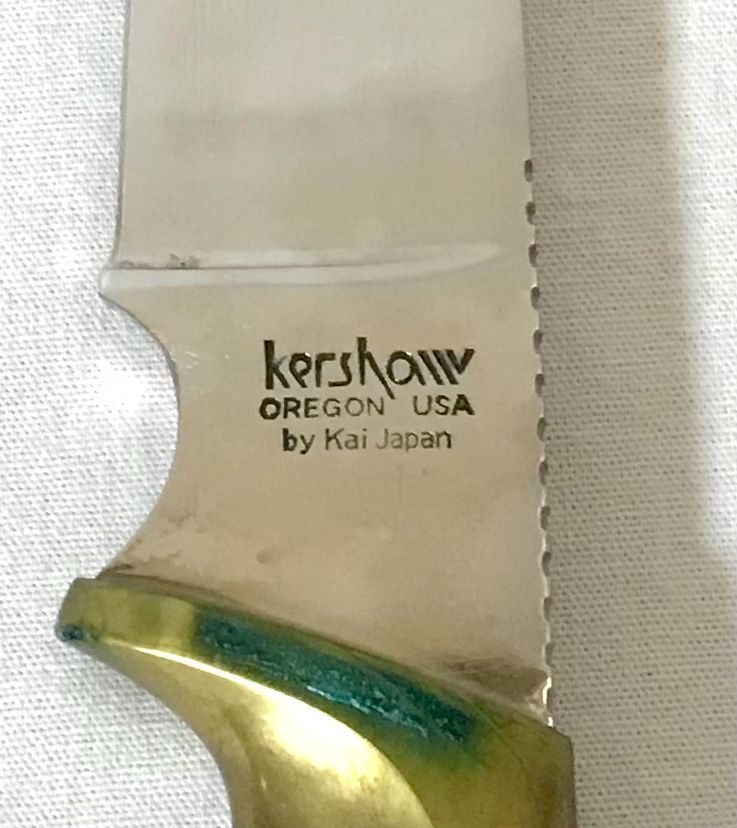 kershaw
OREGON USA
by Kai Japan